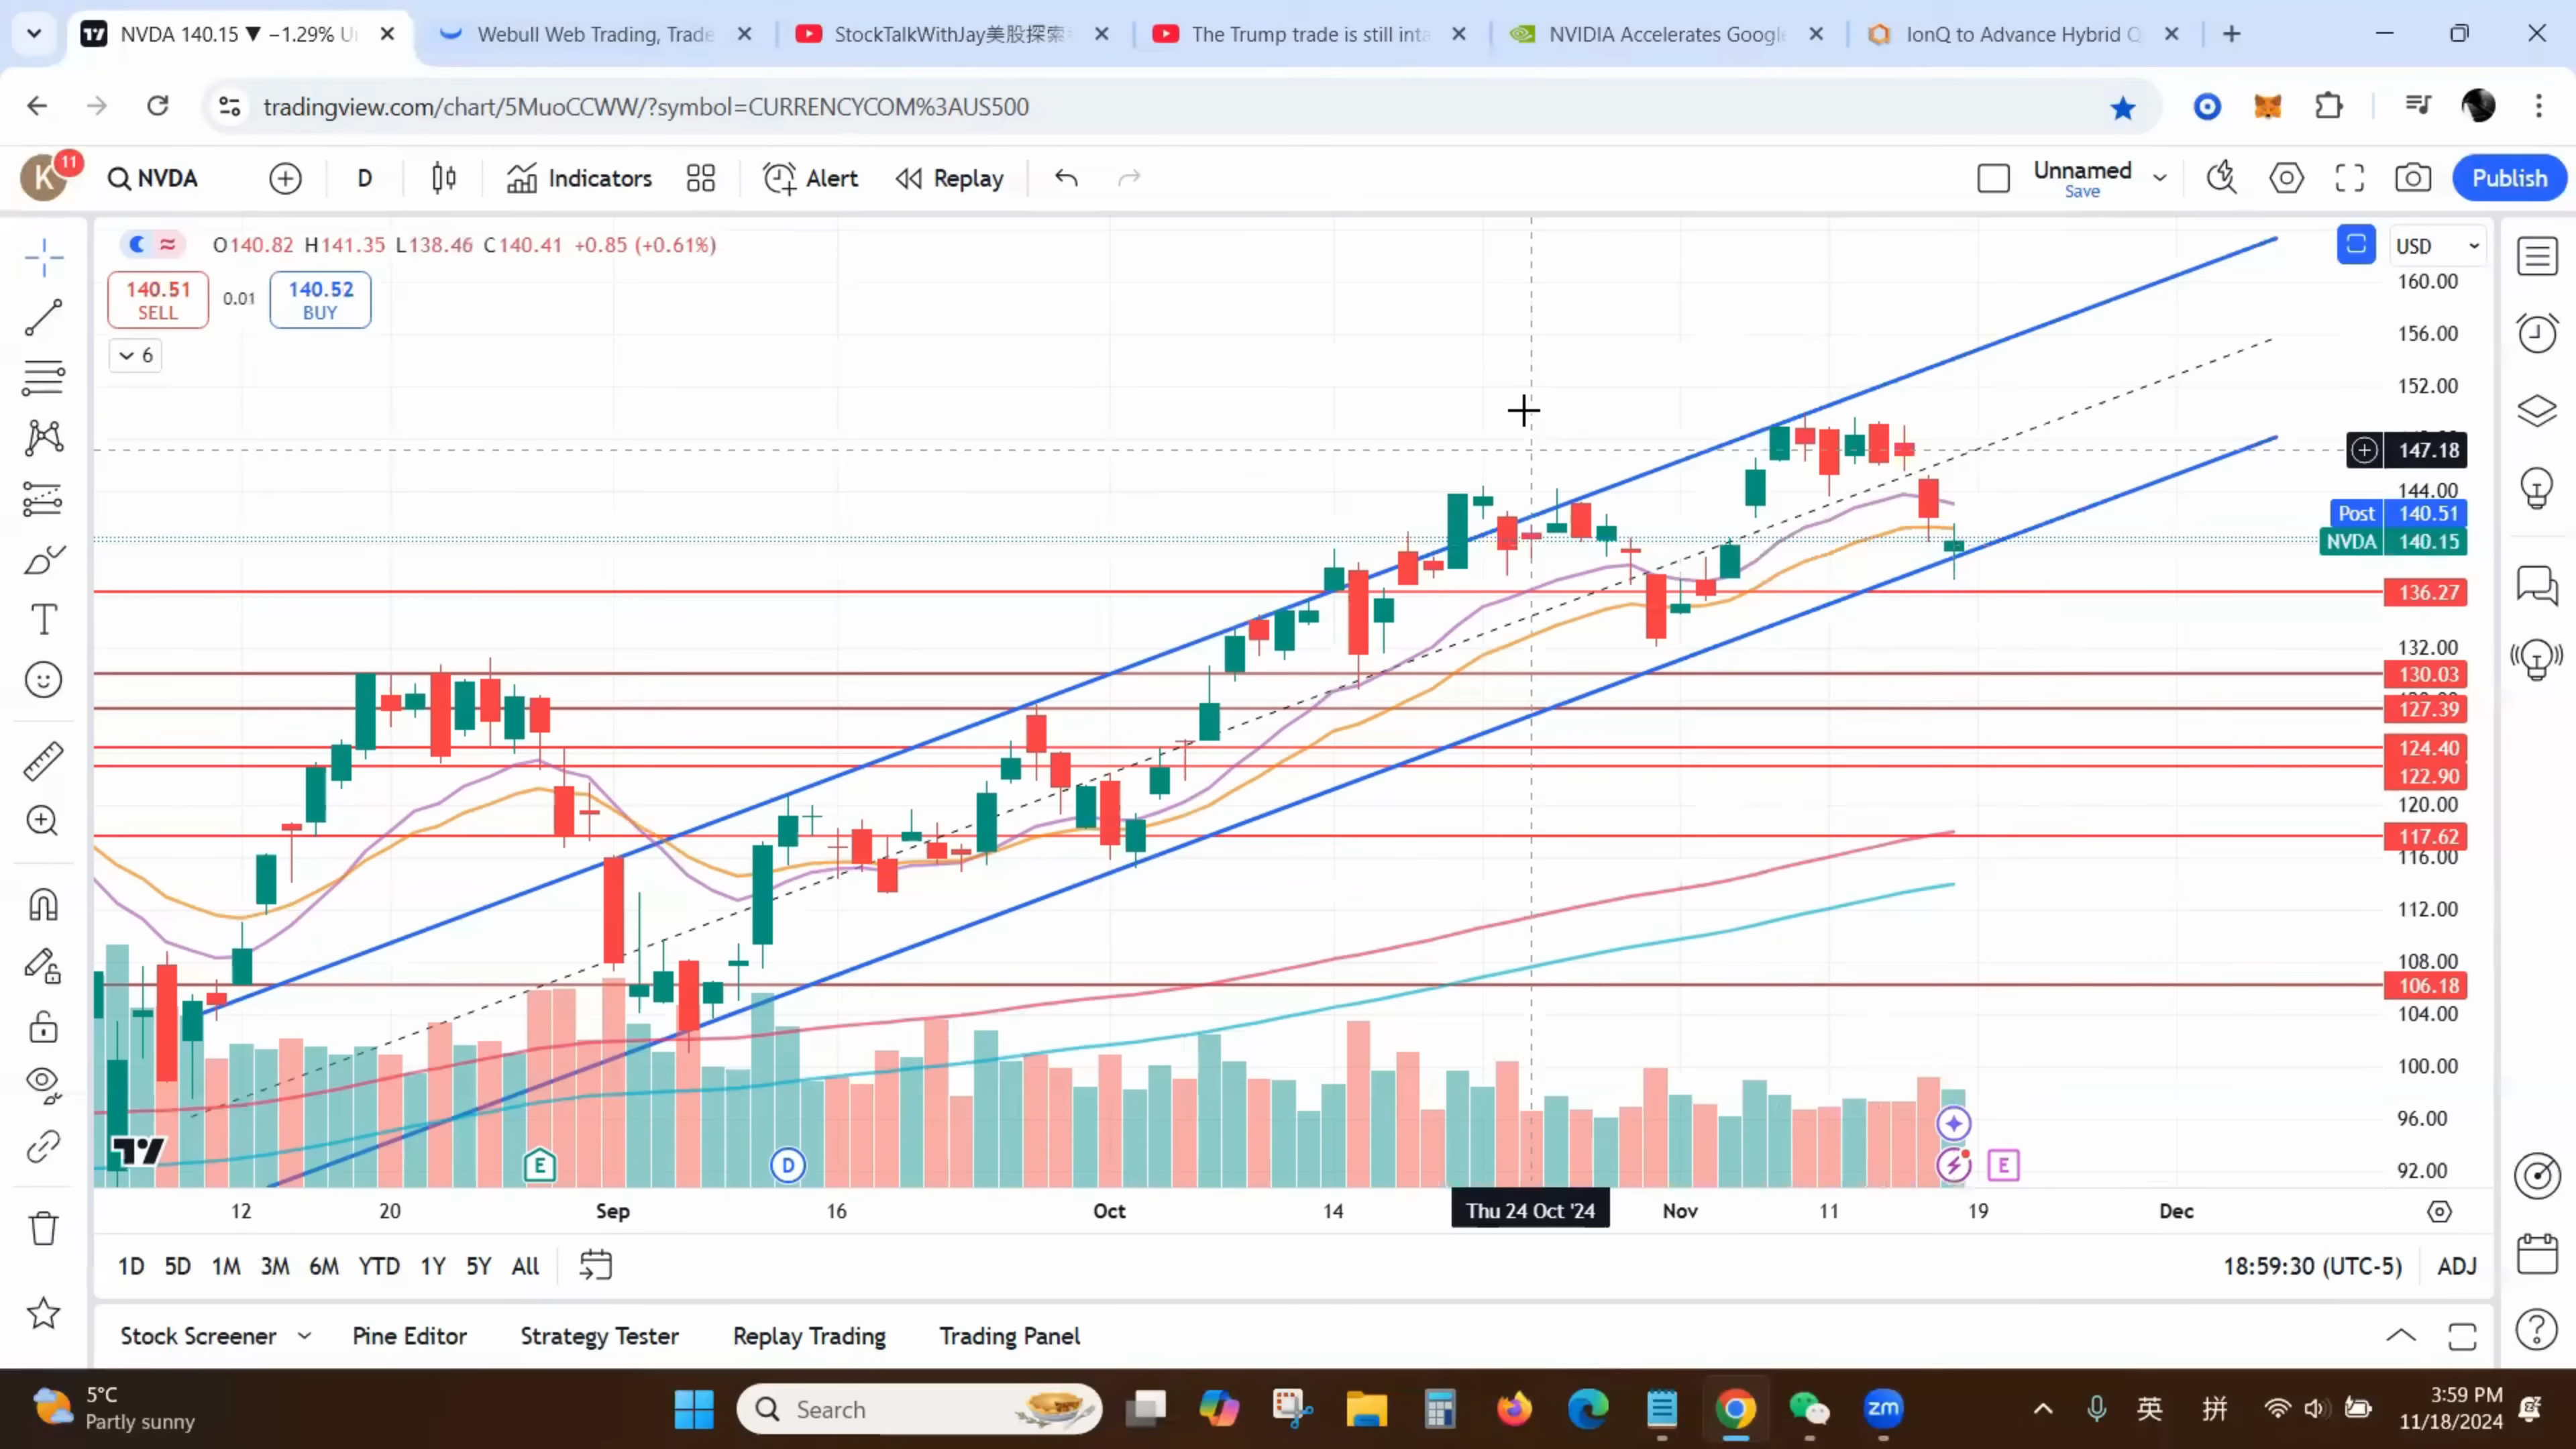 NVDA 140.15 ▼ −1.29% U
Webull Web Trading, Trade
StockTalkWithJay美股探索
The Trump trade is still inta
NVIDIA Accelerates Google
IonQ to Advance Hybrid Q
tradingview.com/chart/5MuoCCWW/?symbol=CURRENCYCOM%3AUS500
K
11
NVDA
D
Indicators
Alert
Replay
Unnamed
Save
Publish
O140.82 H141.35 L138.46 C140.41 +0.85 (+0.61%)
140.51
SELL
0.01
140.52
BUY
6
USD
160.00
156.00
152.00
147.18
144.00
Post 140.51
NVDA 140.15
136.27
132.00
130.03
127.39
124.40
122.90
120.00
117.62
116.00
112.00
108.00
106.18
104.00
100.00
96.00
92.00
E
D
E
12
20
Sep
16
Oct
14
Thu 24 Oct '24
Nov
11
19
Dec
1D 5D 1M 3M 6M YTD 1Y 5Y All
18:59:30 (UTC-5)
ADJ
Stock Screener
Pine Editor
Strategy Tester
Replay Trading
Trading Panel
5°C
Partly sunny
Search
zm
英
拼
3:59 PM
11/18/2024